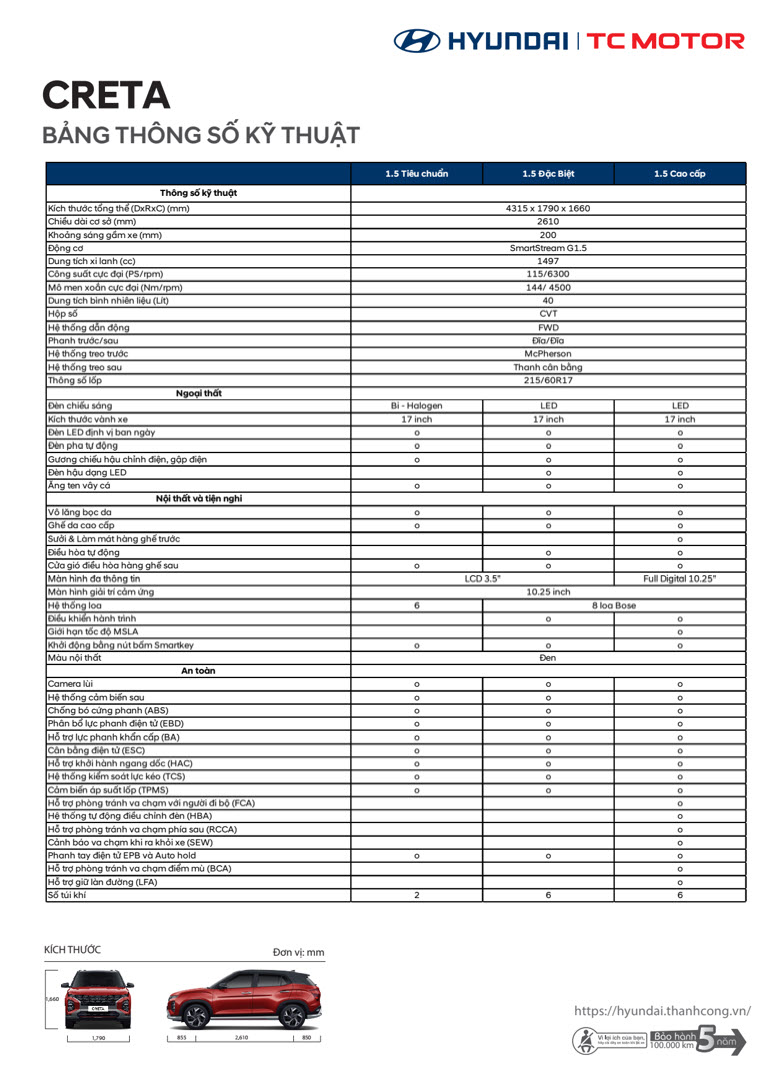 HYUNDAI | TC MOTOR
CRETA
BẢNG THÔNG SỐ KỸ THUẬT
1.5 Tiêu chuẩn 1.5 Đặc Biệt 1.5 Cao cấp
Thông số kỹ thuật
Kích thước tổng thể (DxRxC) (mm) 4315 x 1790 x 1660
Chiều dài cơ sở (mm) 2610
Khoảng sáng gầm xe (mm) 200
Động cơ SmartStream G1.5
Dung tích xi lanh (cc) 1497
Công suất cực đại (PS/rpm) 115/6300
Mô men xoắn cực đại (Nm/rpm) 144/ 4500
Dung tích bình nhiên liệu (Lít) 40
Hộp số CVT
Hệ thống dẫn động FWD
Phanh trước/sau Đĩa/Đĩa
Hệ thống treo trước McPherson
Hệ thống treo sau Thanh cân bằng
Thông số lốp 215/60R17
Ngoại thất
Đèn chiếu sáng Bi - Halogen LED LED
Kích thước vành xe 17 inch 17 inch 17 inch
Đèn LED định vị ban ngày o o o
Đèn pha tự động o o o
Gương chiếu hậu chỉnh điện, gập điện o o o
Đèn hậu dạng LED o o
Ăng ten vây cá o o o
Nội thất và tiện nghi
Vô lăng bọc da o o o
Ghế da cao cấp o o o
Sưởi & Làm mát hàng ghế trước o
Điều hòa tự động o o
Cửa gió điều hòa hàng ghế sau o o o
Màn hình đa thông tin LCD 3.5" Full Digital 10.25"
Màn hình giải trí cảm ứng 10.25 inch
Hệ thống loa 6 8 loa Bose
Điều khiển hành trình o o
Giới hạn tốc độ MSLA o
Khởi động bằng nút bấm Smartkey o o o
Màu nội thất Đen
An toàn
Camera lùi o o o
Hệ thống cảm biến sau o o o
Chống bó cứng phanh (ABS) o o o
Phân bổ lực phanh điện tử (EBD) o o o
Hỗ trợ lực phanh khẩn cấp (BA) o o o
Cân bằng điện tử (ESC) o o o
Hỗ trợ khởi hành ngang dốc (HAC) o o o
Hệ thống kiểm soát lực kéo (TCS) o o o
Cảm biến áp suất lốp (TPMS) o o o
Hỗ trợ phòng tránh va chạm với người đi bộ (FCA) o
Hệ thống tự động điều chỉnh đèn (HBA) o
Hỗ trợ phòng tránh va chạm phía sau (RCCA) o
Cảnh báo va chạm khi ra khỏi xe (SEW) o
Phanh tay điện tử EPB và Auto hold o o o
Hỗ trợ phòng tránh va chạm điểm mù (BCA) o
Hỗ trợ giữ làn đường (LFA) o
Số túi khí 2 6 6
KÍCH THƯỚC Đơn vị: mm
1,660
CRETA
1,790 855 2,610 850
https://hyundai.thanhcong.vn/
Vì lợi ích của bạn,
Bảo hành
100.000 km
5 năm